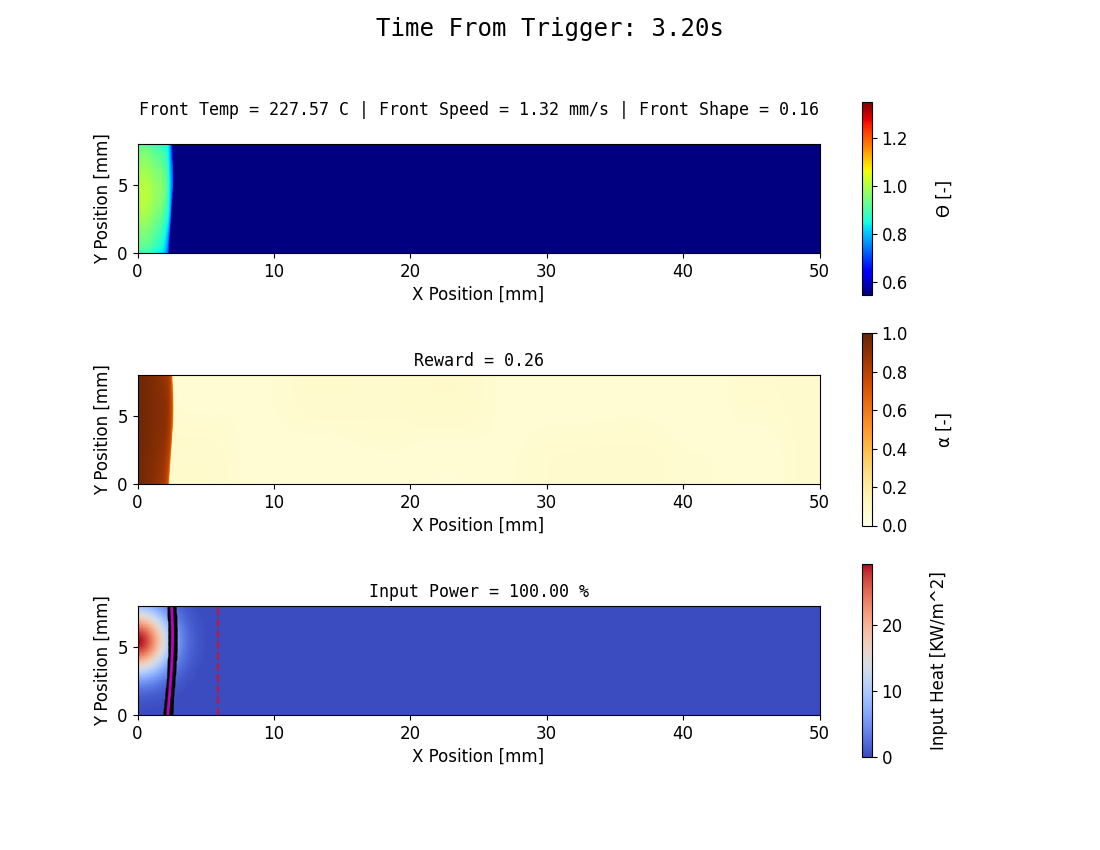 Time From Trigger: 3.20s
Front Temp = 227.57 C | Front Speed = 1.32 mm/s | Front Shape = 0.16
Y Position [mm]
5
0
0 10 20 30 40 50
X Position [mm]
1.2
1.0
0.8
0.6
Θ [-]
Reward = 0.26
Y Position [mm]
5
0
0 10 20 30 40 50
X Position [mm]
1.0
0.8
0.6
0.4
0.2
0.0
α [-]
Input Power = 100.00 %
Y Position [mm]
5
0
0 10 20 30 40 50
X Position [mm]
20
10
0
Input Heat [KW/m^2]